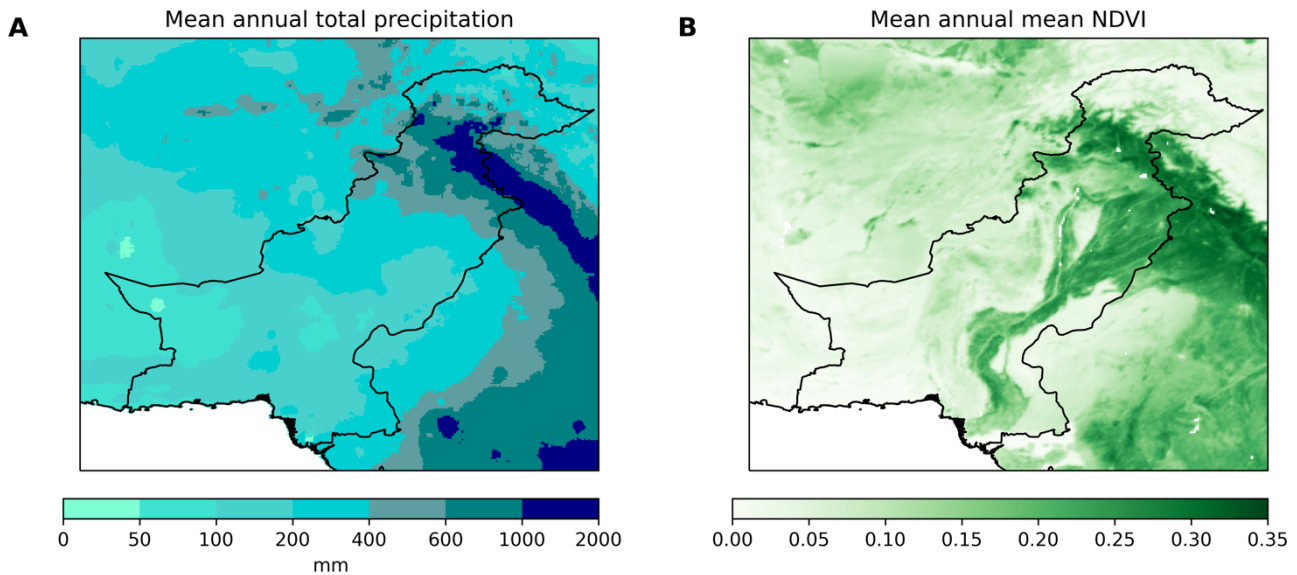 A
Mean annual total precipitation
0 50 100 200 400 600 1000 2000
mm
B
Mean annual mean NDVI
0.00 0.05 0.10 0.15 0.20 0.25 0.30 0.35